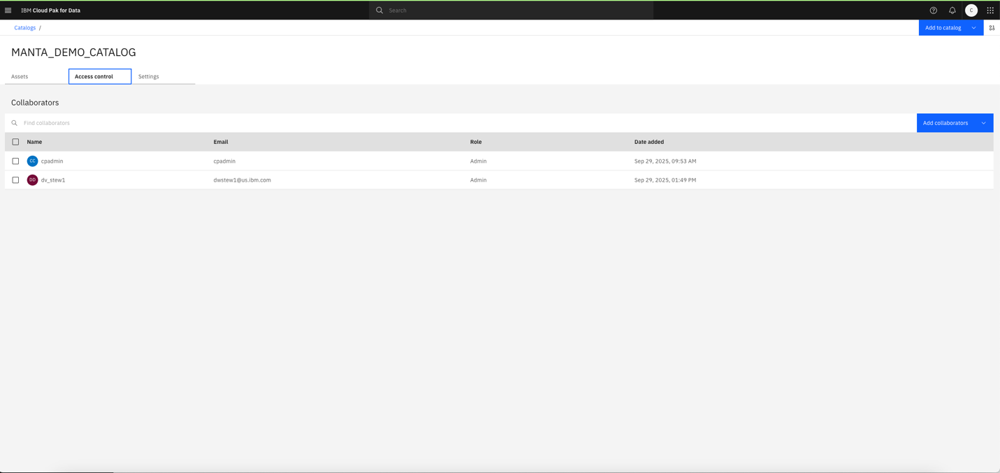 IBM Cloud Pak for Data
Search
C
Catalogs /
Add to catalog
MANTA_DEMO_CATALOG
Assets
Access control
Settings
Collaborators
Find collaborators
Add collaborators
Name Email Role Date added
CC cpadmin cpadmin Admin Sep 29, 2025, 09:53 AM
DD dv_stew1 dwstew1@us.ibm.com Admin Sep 29, 2025, 01:49 PM